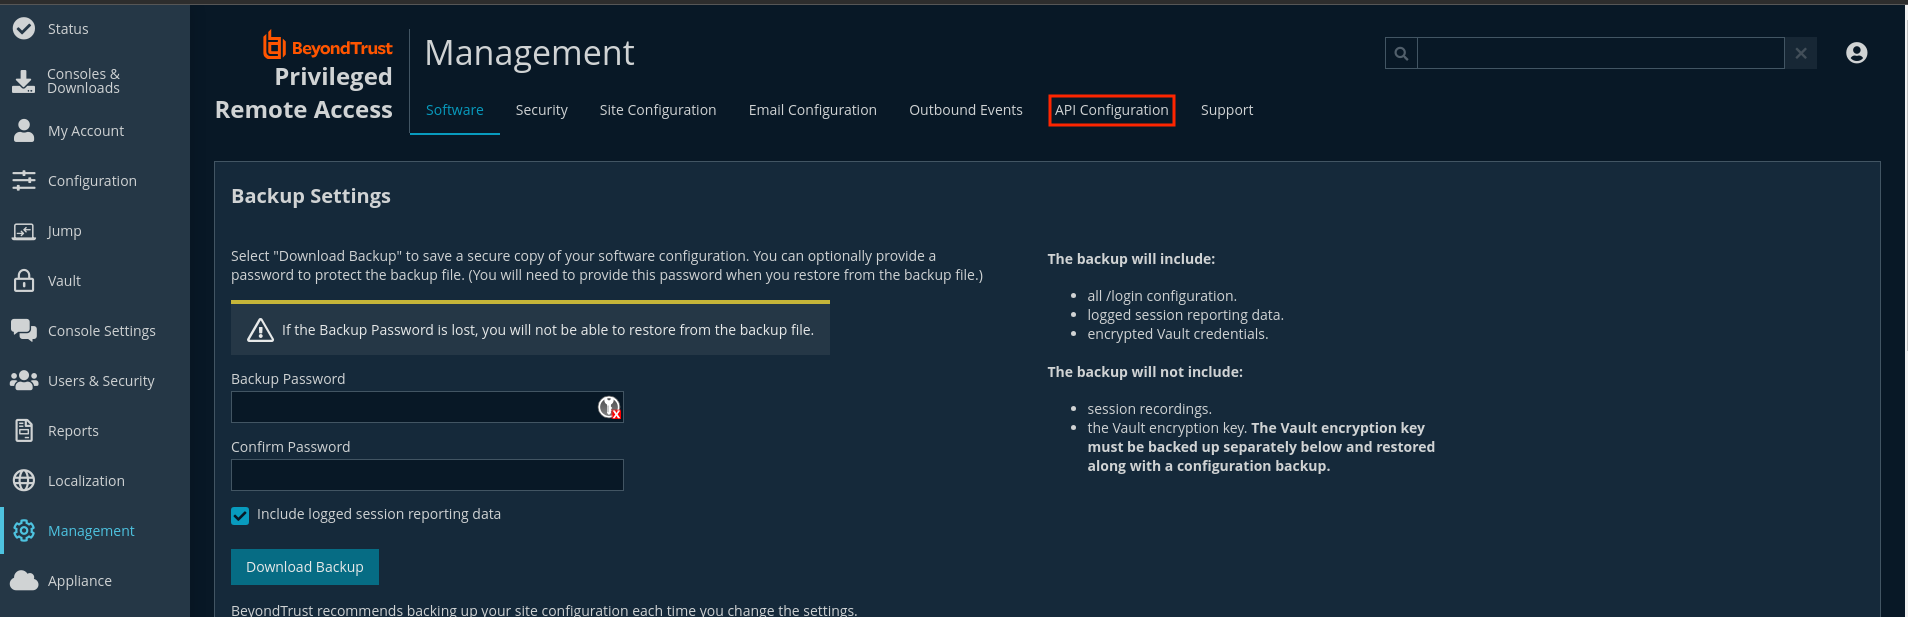 Status
Consoles &
Downloads
My Account
Configuration
Jump
Vault
Console Settings
Users & Security
Reports
Localization
Management
Appliance
BeyondTrust
Privileged
Remote Access
Management
Software
Security
Site Configuration
Email Configuration
Outbound Events
API Configuration
Support
Backup Settings
Select "Download Backup" to save a secure copy of your software configuration. You can optionally provide a
password to protect the backup file. (You will need to provide this password when you restore from the backup file.)
If the Backup Password is lost, you will not be able to restore from the backup file.
Backup Password
Confirm Password
Include logged session reporting data
Download Backup
BeyondTrust recommends backing up your site configuration each time you change the settings.
The backup will include:
• all /login configuration.
• logged session reporting data.
• encrypted Vault credentials.
The backup will not include:
• session recordings.
• the Vault encryption key. The Vault encryption key
must be backed up separately below and restored
along with a configuration backup.